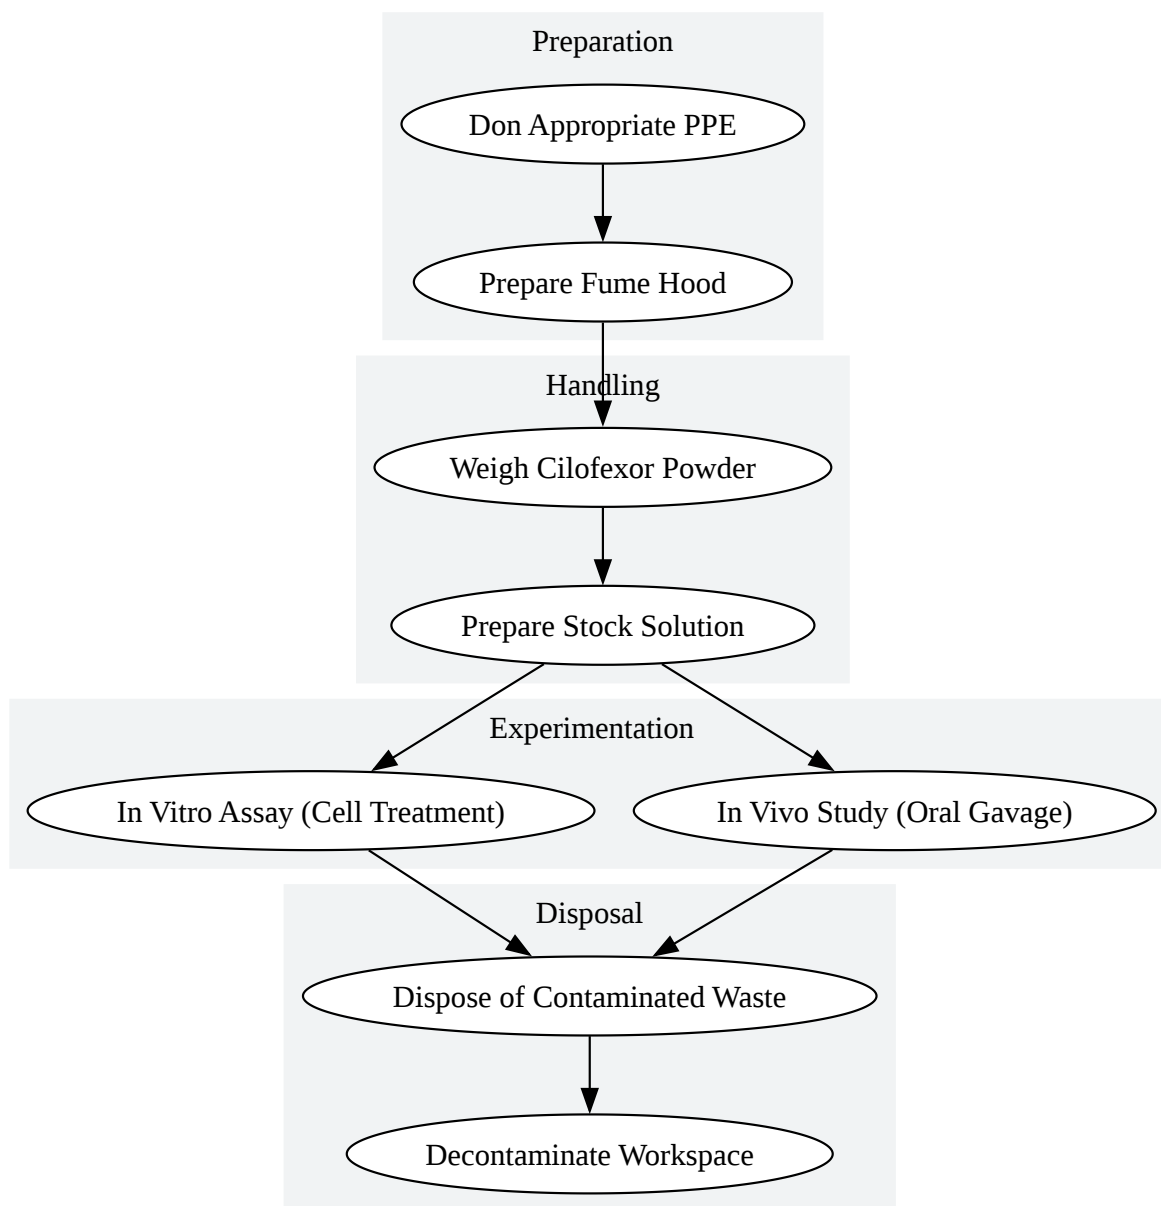 Preparation
Don Appropriate PPE
Prepare Fume Hood
Handling
Weigh Cilofexor Powder
Prepare Stock Solution
Experimentation
In Vitro Assay (Cell Treatment)
In Vivo Study (Oral Gavage)
Disposal
Dispose of Contaminated Waste
Decontaminate Workspace